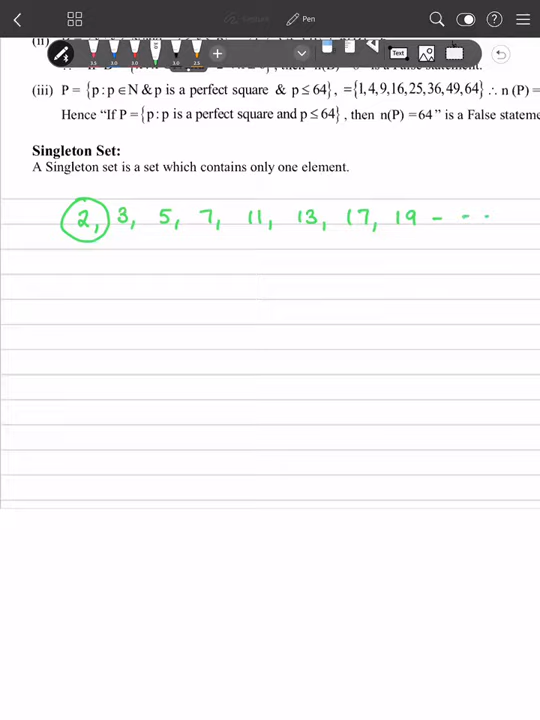 Pen
Text
(ii)
(iii) P = {p : p ∈ N & p is a perfect square & p ≤ 64}, = {1, 4, 9, 16, 25, 36, 49, 64} ∴ n (P) =
Hence “If P = {p : p is a perfect square and p ≤ 64}, then n(P) = 64” is a False stateme
Singleton Set:
A Singleton set is a set which contains only one element.
2, 3, 5, 7, 11, 13, 17, 19 - - - -